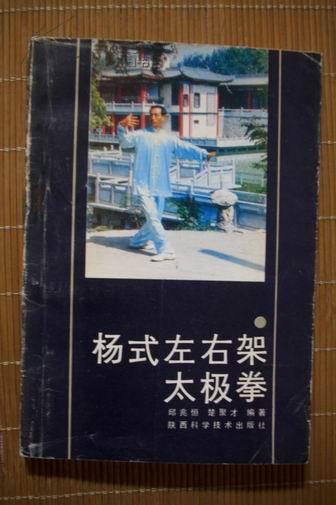 杨式左右架
太极拳
邱兆恒 楚聚才 编著
陕西科学技术出版社